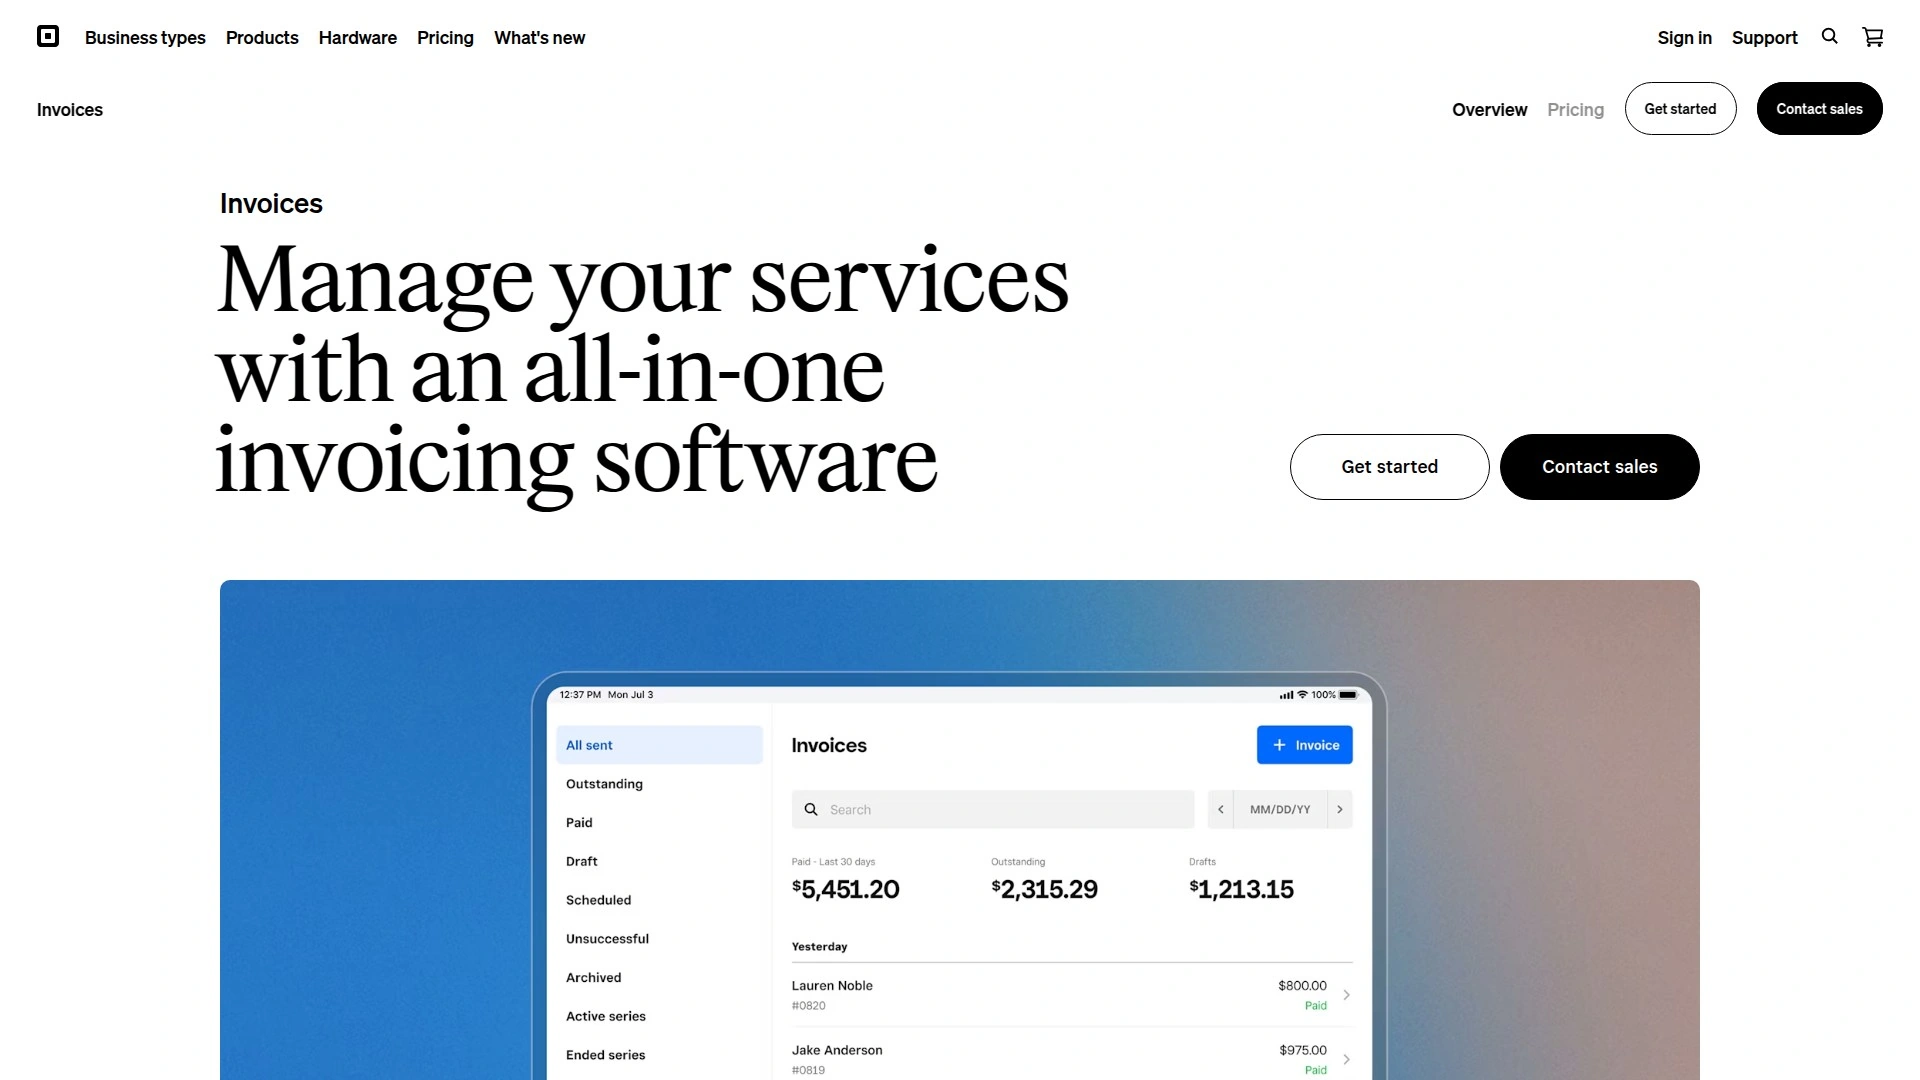 Business types Products Hardware Pricing What's new Sign in Support
Invoices Overview Pricing Get started Contact sales
Invoices
Manage your services
with an all-in-one
invoicing software
Get started Contact sales
12:37 PM Mon Jul 3 100%
All sent
Outstanding
Paid
Draft
Scheduled
Unsuccessful
Archived
Active series
Ended series
Invoices + Invoice
Search MM/DD/YY
Paid - Last 30 days Outstanding Drafts
$5,451.20 $2,315.29 $1,213.15
Yesterday
Lauren Noble $800.00
#0820 Paid
Jake Anderson $975.00
#0819 Paid